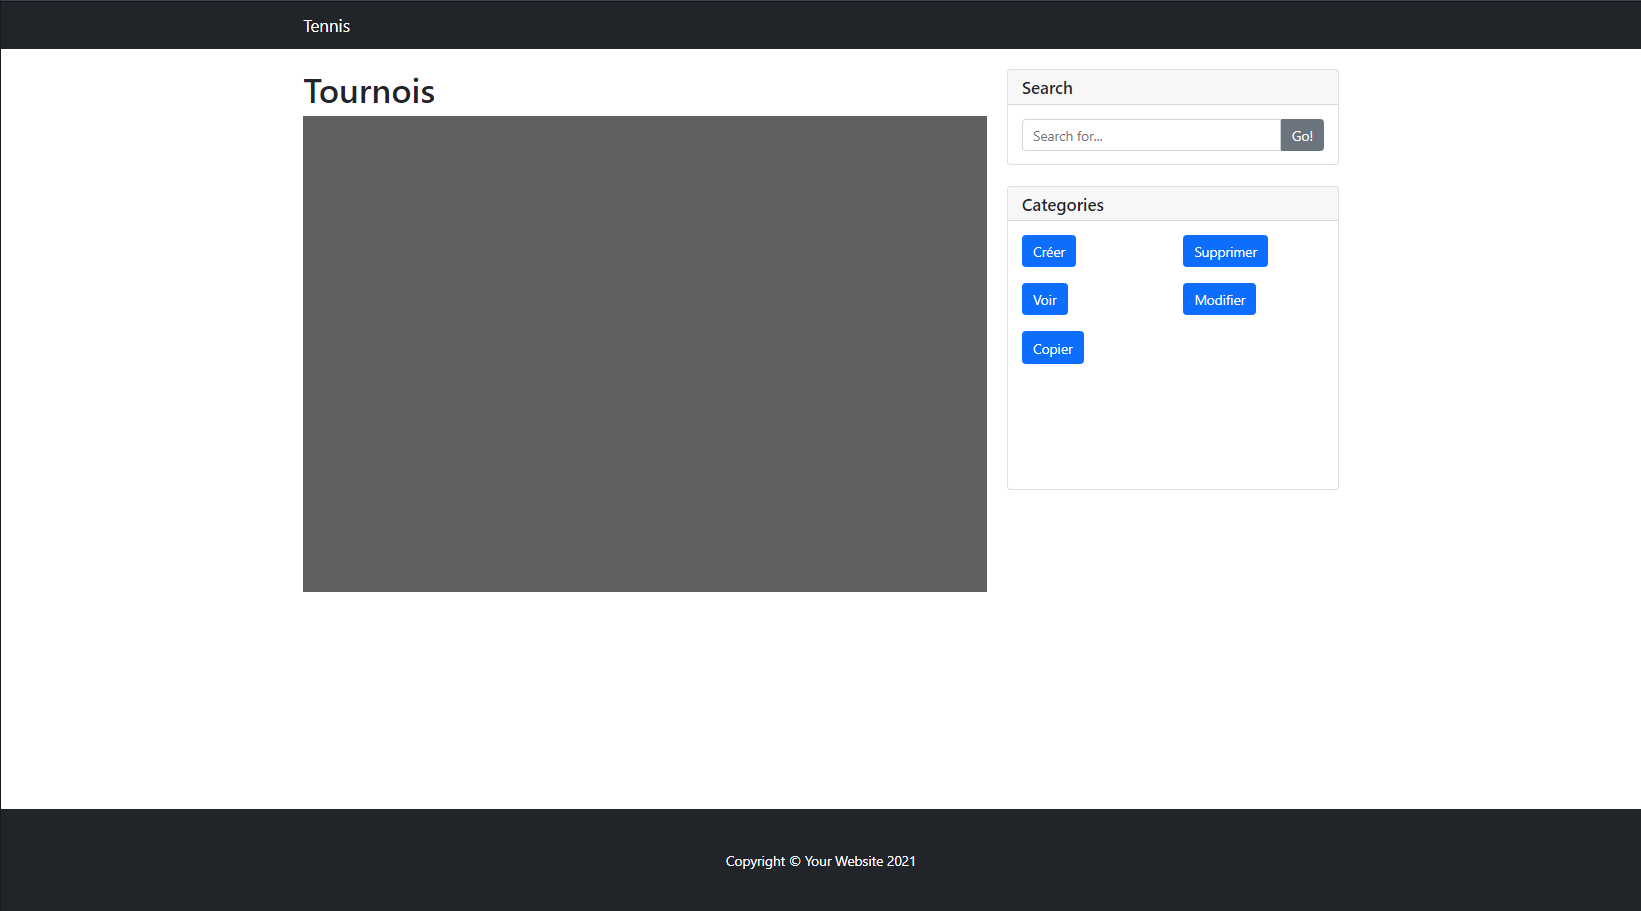 Tennis
Tournois
Search
Search for...
Go!
Categories
Créer
Supprimer
Voir
Modifier
Copier
Copyright © Your Website 2021